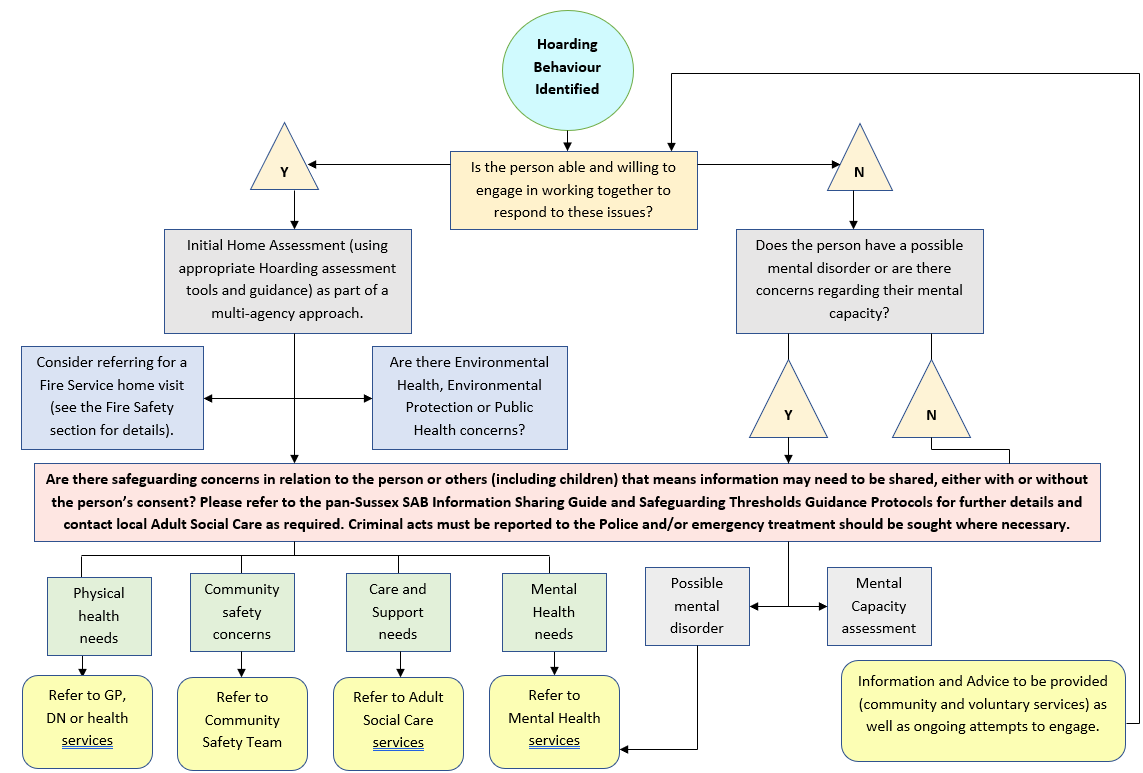 Hoarding
Behaviour
Identified
Is the person able and willing to
engage in working together to
respond to these issues?
Y
N
Initial Home Assessment (using
appropriate Hoarding assessment
tools and guidance) as part of a
multi-agency approach.
Does the person have a possible
mental disorder or are there
concerns regarding their mental
capacity?
Consider referring for a
Fire Service home visit
(see the Fire Safety
section for details).
Are there Environmental
Health, Environmental
Protection or Public
Health concerns?
Y
N
Are there safeguarding concerns in relation to the person or others (including children) that means information may need to be shared, either with or without
the person’s consent? Please refer to the pan-Sussex SAB Information Sharing Guide and Safeguarding Thresholds Guidance Protocols for further details and
contact local Adult Social Care as required. Criminal acts must be reported to the Police and/or emergency treatment should be sought where necessary.
Physical
health
needs
Community
safety
concerns
Care and
Support
needs
Mental
Health
needs
Possible
mental
disorder
Mental
Capacity
assessment
Refer to GP,
DN or health
services
Refer to
Community
Safety Team
Refer to Adult
Social Care
services
Refer to
Mental Health
services
Information and Advice to be provided
(community and voluntary services) as
well as ongoing attempts to engage.